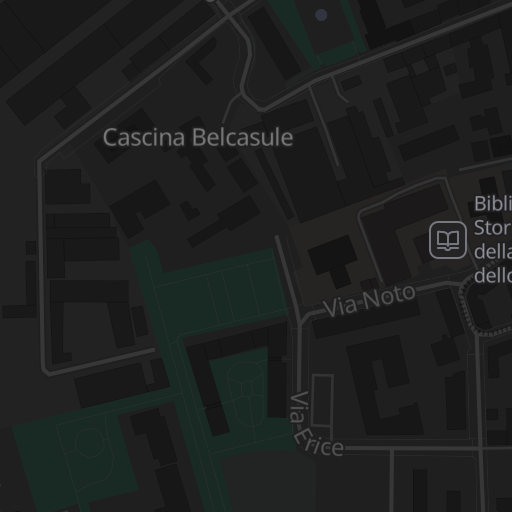 Cascina Belcasule
Bibli
Stor
della
dello
Via Noto
Via Erice